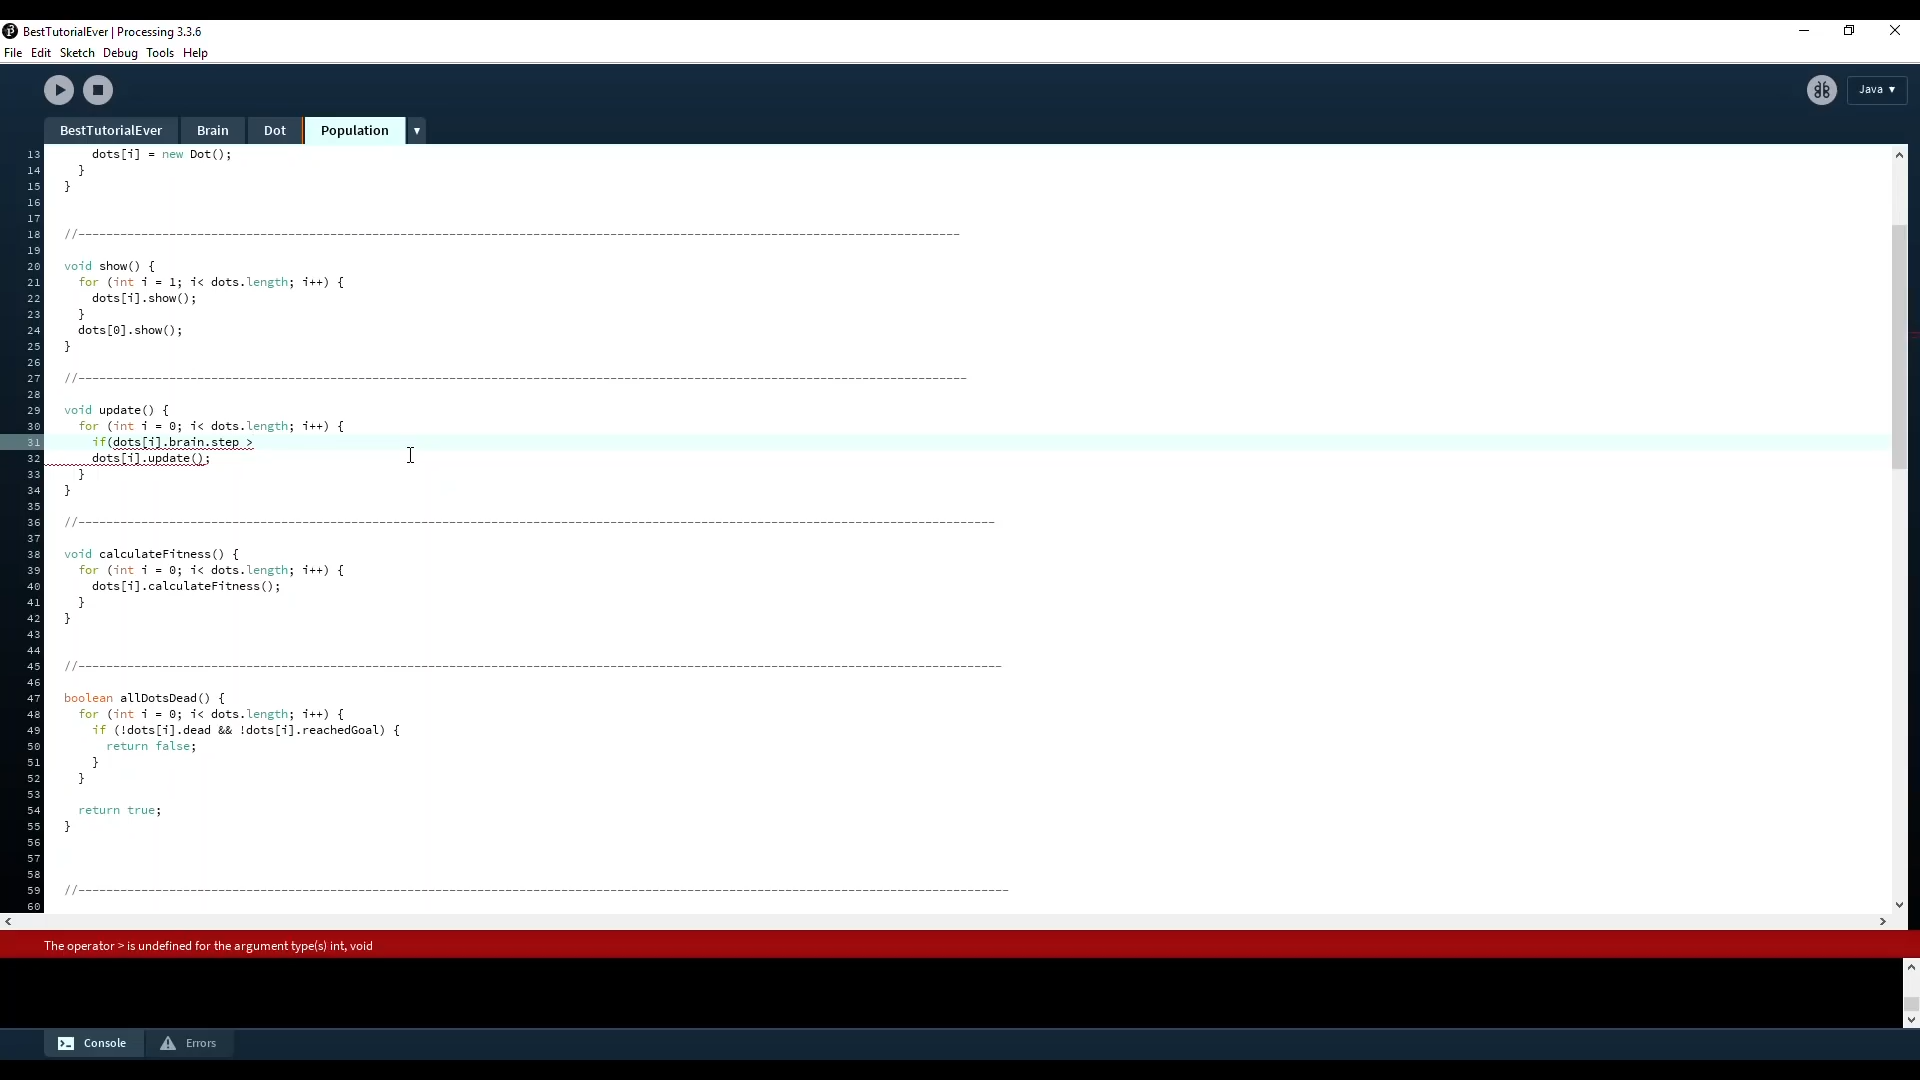 BestTutorialEver | Processing 3.3.6
File Edit Sketch Debug Tools Help
Java ▼
BestTutorialEver Brain Dot Population ▼
13 dots[i] = new Dot();
14 }
15 }
16
17
18 //------------------------------------------------------------------------------------------------------------------------------
19
20 void show() {
21 for (int i = 1; i< dots.length; i++) {
22 dots[i].show();
23 }
24 dots[0].show();
25 }
26
27 //-------------------------------------------------------------------------------------------------------------------------------
28
29 void update() {
30 for (int i = 0; i< dots.length; i++) {
31 if(dots[i].brain.step >
32 dots[i].update();
33 }
34 }
35
36 //-----------------------------------------------------------------------------------------------------------------------------------
37
38 void calculateFitness() {
39 for (int i = 0; i< dots.length; i++) {
40 dots[i].calculateFitness();
41 }
42 }
43
44
45 //------------------------------------------------------------------------------------------------------------------------------------
46
47 boolean allDotsDead() {
48 for (int i = 0; i< dots.length; i++) {
49 if (!dots[i].dead && !dots[i].reachedGoal) {
50 return false;
51 }
52 }
53
54 return true;
55 }
56
57
58
59 //-------------------------------------------------------------------------------------------------------------------------------------
60
The operator > is undefined for the argument type(s) int, void
Console Errors